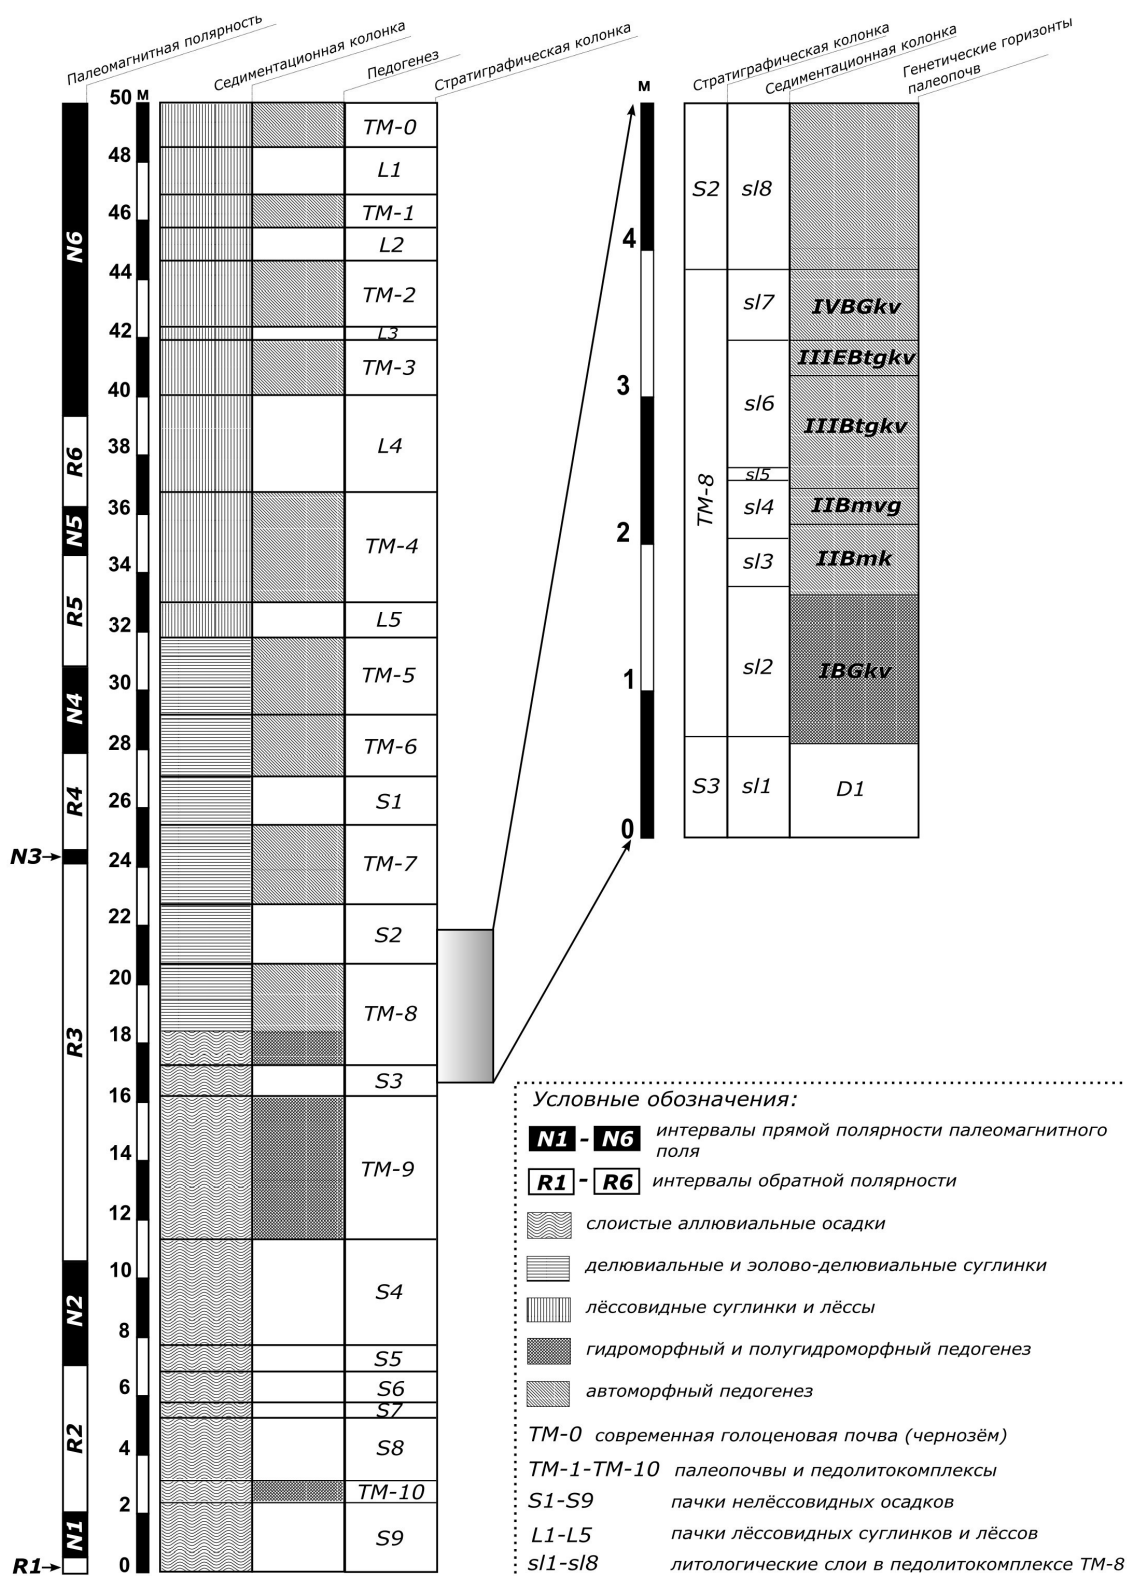 Палеомагнитная полярность
Седиментационная колонка
Педогенез
Стратиграфическая колонка
Стратиграфическая колонка
Седиментационная колонка
Генетические горизонты
палеопочв
50 м
48
46
44
42
40
38
36
34
32
30
28
26
24
22
20
18
16
14
12
10
8
6
4
2
0
N6
R6
N5
R5
N4
R4
N3
R3
N2
R2
N1
R1
TM-0
L1
TM-1
L2
TM-2
L3
TM-3
L4
TM-4
L5
TM-5
TM-6
S1
TM-7
S2
TM-8
S3
TM-9
S4
S5
S6
S7
S8
TM-10
S9
м
4
3
2
1
0
S2
TM-8
S3
sl8
sl7
sl6
sl5
sl4
sl3
sl2
sl1
IVBGkv
IIIEBtgkv
IIIBtgkv
IIBmvg
IIBmk
IBGkv
D1
Условные обозначения:
N1 - N6 интервалы прямой полярности палеомагнитного
поля
R1 - R6 интервалы обратной полярности
слоистые аллювиальные осадки
делювиальные и эолово-делювиальные суглинки
лёссовидные суглинки и лёссы
гидроморфный и полугидроморфный педогенез
автоморфный педогенез
TM-0 современная голоценовая почва (чернозём)
TM-1-TM-10 палеопочвы и педолитокомплексы
S1-S9 пачки нелёссовидных осадков
L1-L5 пачки лёссовидных суглинков и лёссов
sl1-sl8 литологические слои в педолитокомплексе TM-8